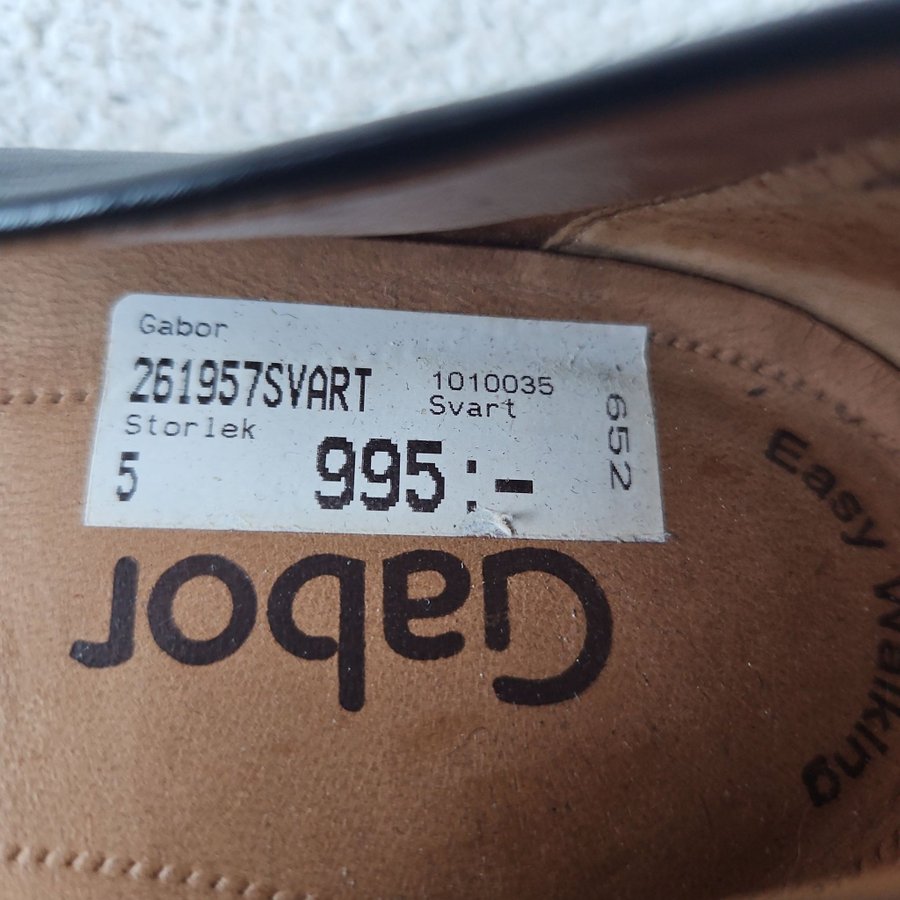 Gabor
261957SVART
1010035
Svart
Storlek
5
995:-
652
Gabor
Easy Walking